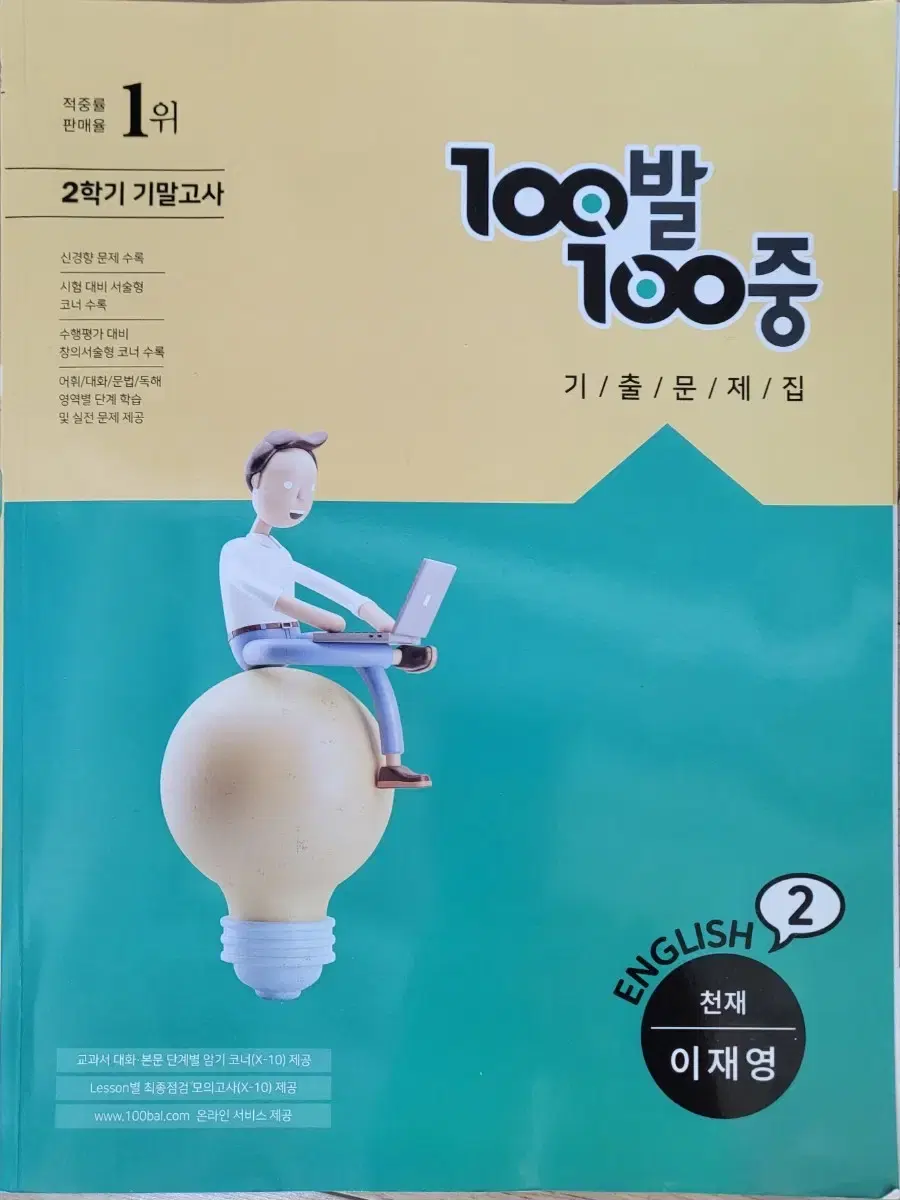 적중률
판매율
1위
2학기 기말고사
신경향 문제 수록
시험 대비 서술형
코너 수록
수행평가 대비
창의서술형 코너 수록
어휘/대화/문법/독해
영역별 단계 학습
및 실전 문제 제공
100발
100중
기/출/문/제/집
ENGLISH 2
천재
이재영
교과서 대화·본문 단계별 암기 코너(X-10) 제공
Lesson별 최종점검 모의고사(X-10) 제공
www.100bal.com 온라인 서비스 제공